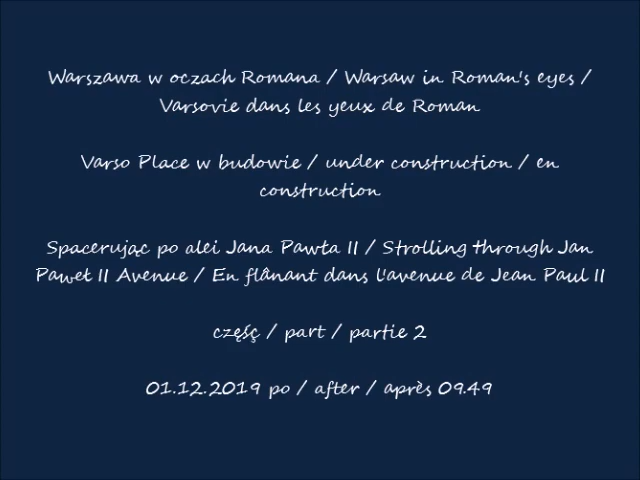 Warszawa w oczach Romana / Warsaw in Roman's eyes /
Varsovie dans les yeux de Roman
Varso Place w budowie / under construction / en
construction
Spacerując po alei Jana Pawła II / Strolling through Jan
Paweł II Avenue / En flânant dans l'avenue de Jean Paul II
częśç / part / partie 2
01.12.2019 po / after / après 09.49